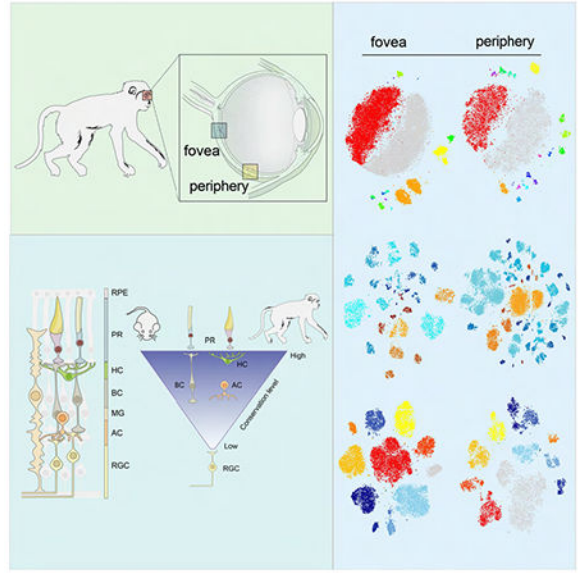 fovea
periphery
fovea periphery
RPE
PR
HC
BC
MG
AC
RGC
PR
High
HC
BC
AC
Conservation level
Low
RGC